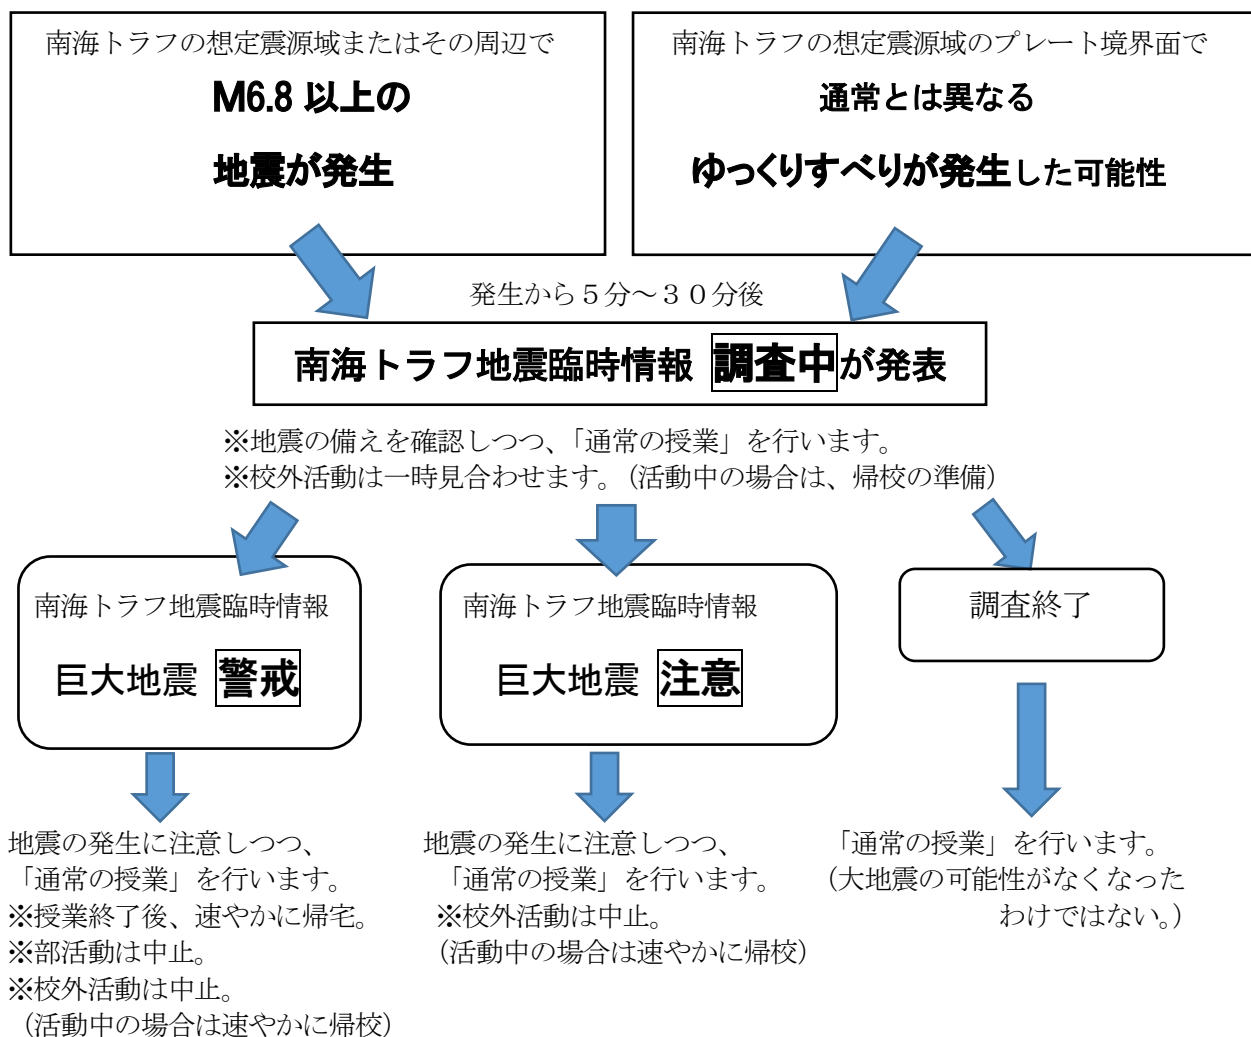 南海トラフの想定震源域またはその周辺で
M6.8 以上の
地震が発生
南海トラフの想定震源域のプレート境界面で
通常とは異なる
ゆっくりすべりが発生した可能性
発生から５分～３０分後
南海トラフ地震臨時情報 調査中が発表
※地震の備えを確認しつつ、「通常の授業」を行います。
※校外活動は一時見合わせます。（活動中の場合は、帰校の準備）
南海トラフ地震臨時情報
巨大地震 警戒
南海トラフ地震臨時情報
巨大地震 注意
調査終了
地震の発生に注意しつつ、
「通常の授業」を行います。
※授業終了後、速やかに帰宅。
※部活動は中止。
※校外活動は中止。
（活動中の場合は速やかに帰校）
地震の発生に注意しつつ、
「通常の授業」を行います。
※校外活動は中止。
（活動中の場合は速やかに帰校）
「通常の授業」を行います。
（大地震の可能性がなくなった
わけではない。）